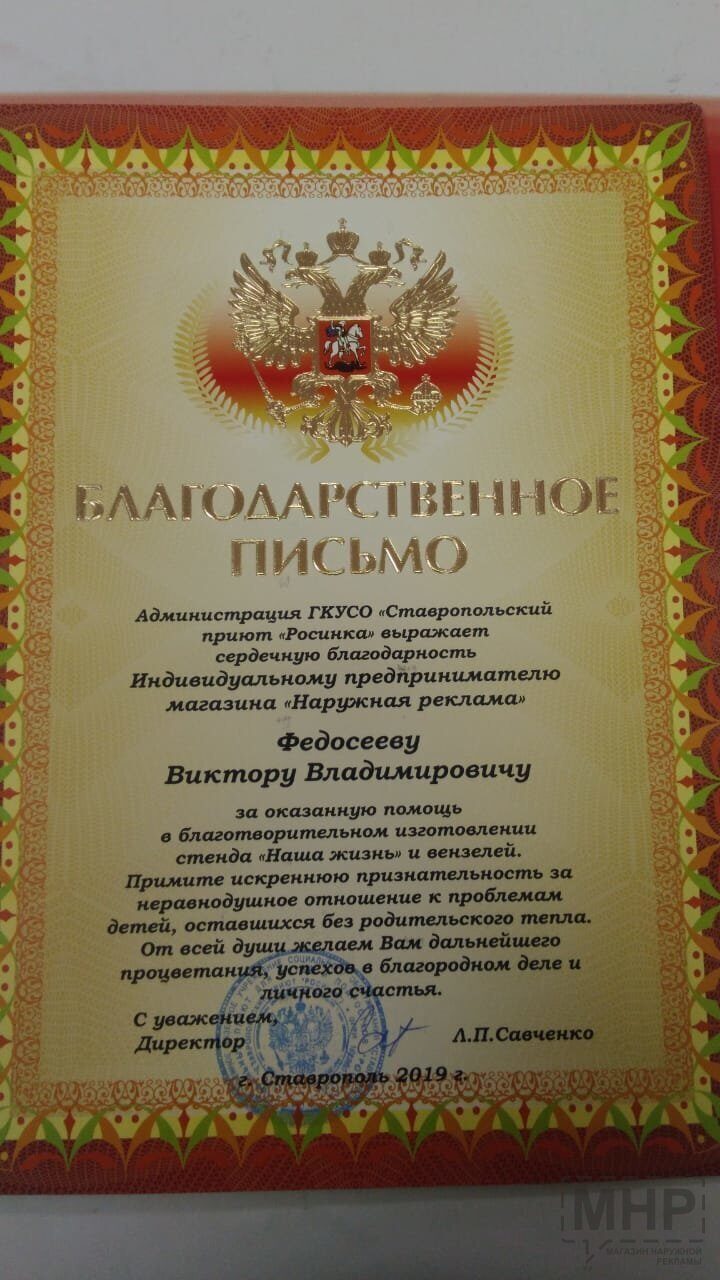 БЛАГОДАРСТВЕННОЕ
ПИСЬМО
Администрация ГКУСО «Ставропольский
приют «Росинка» выражает
сердечную благодарность
Индивидуальному предпринимателю
магазина «Наружная реклама»
Федосееву
Виктору Владимировичу
за оказанную помощь
в благотворительном изготовлении
стенда «Наша жизнь» и вензелей.
Примите искреннюю признательность за
неравнодушное отношение к проблемам
детей, оставшихся без родительского тепла.
От всей души желаем Вам дальнейшего
процветания, успехов в благородном деле и
личного счастья.
С уважением,
Директор
Л.П.Савченко
г. Ставрополь 2019 г.
МНР
МАГАЗИН НАРУЖНОЙ
РЕКЛАМЫ